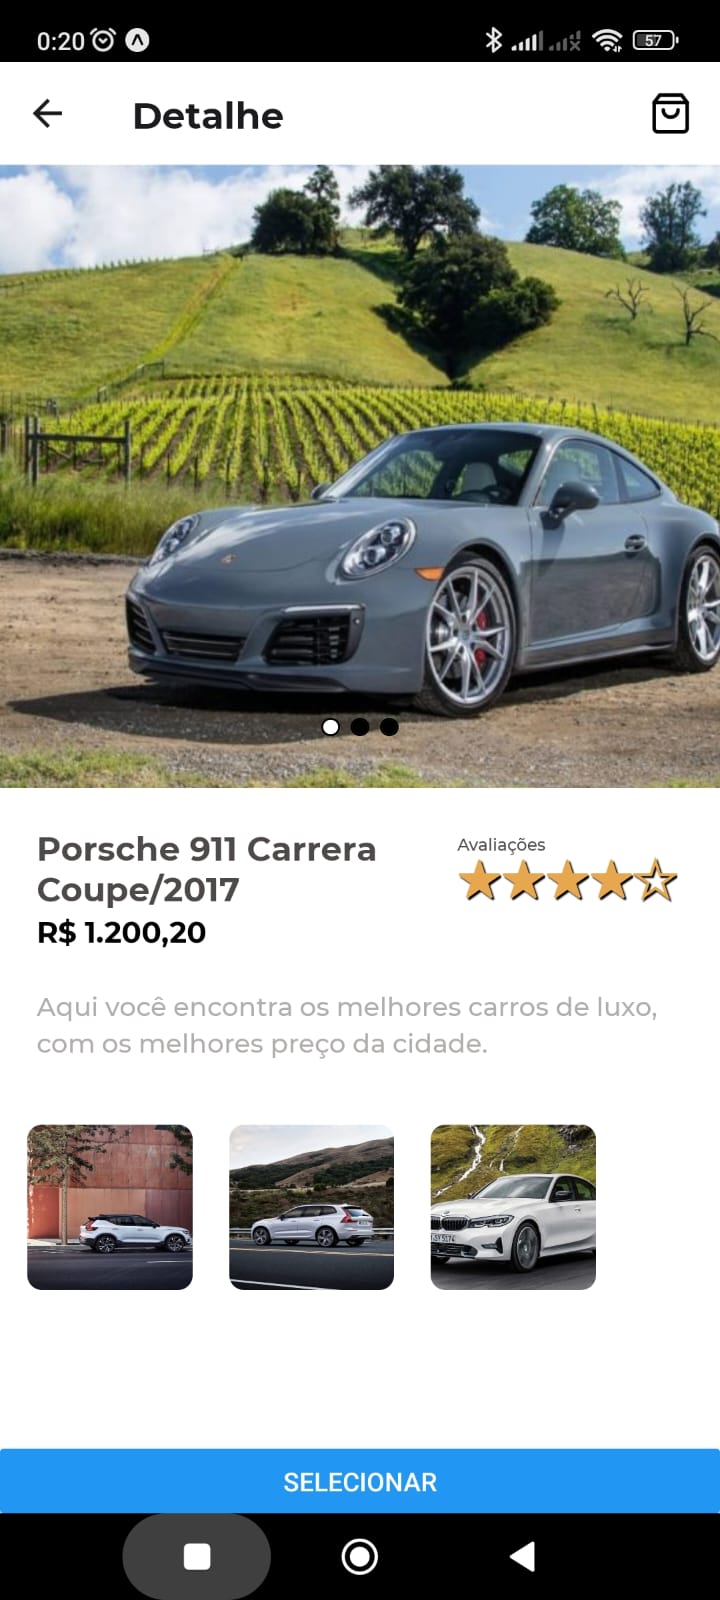 0:20
57
Detalhe
Porsche 911 Carrera
Coupe/2017
R$ 1.200,20
Avaliações
Aqui você encontra os melhores carros de luxo,
com os melhores preço da cidade.
SELECIONAR